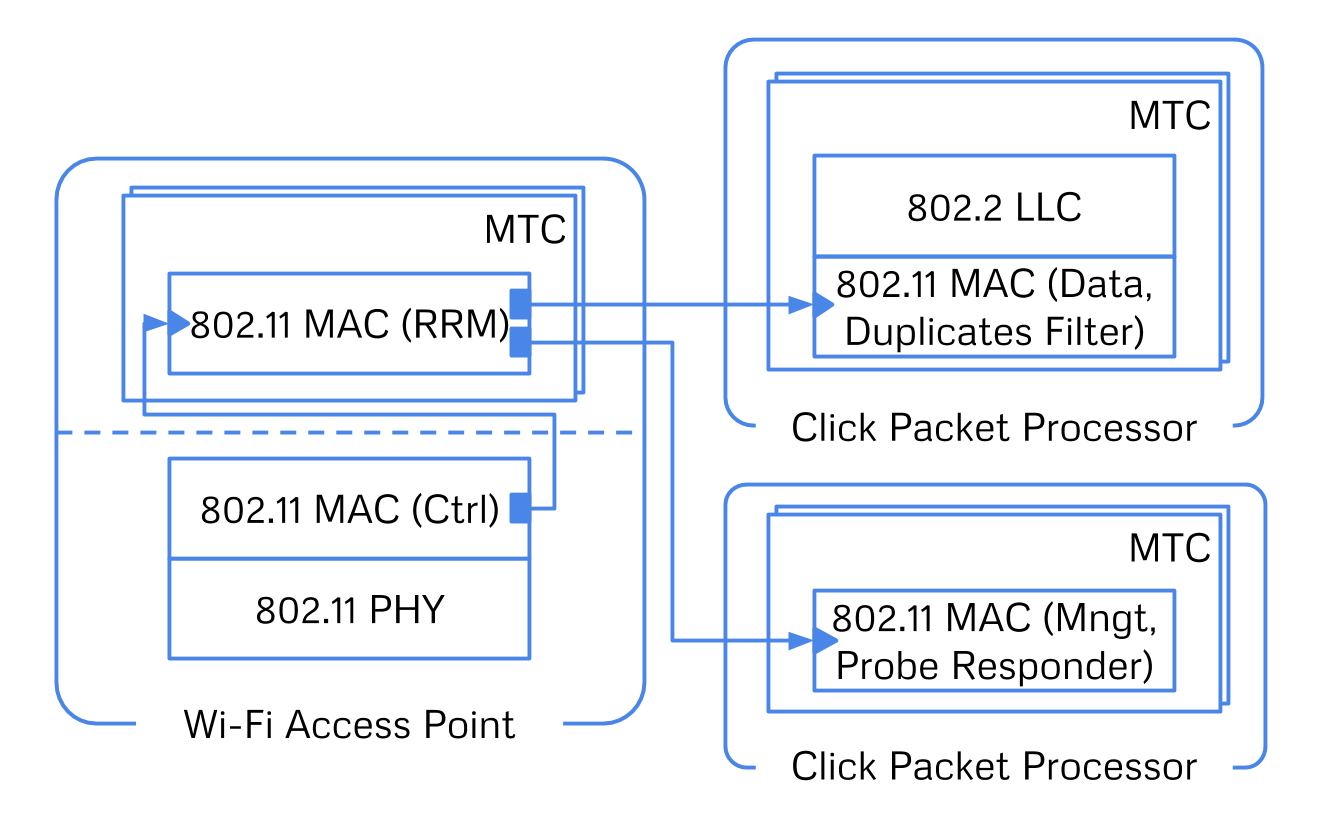 MTC
802.11 MAC (RRM)
802.11 MAC (Ctrl)
802.11 PHY
Wi-Fi Access Point
MTC
802.2 LLC
802.11 MAC (Data,
Duplicates Filter)
Click Packet Processor
MTC
802.11 MAC (Mngt,
Probe Responder)
Click Packet Processor